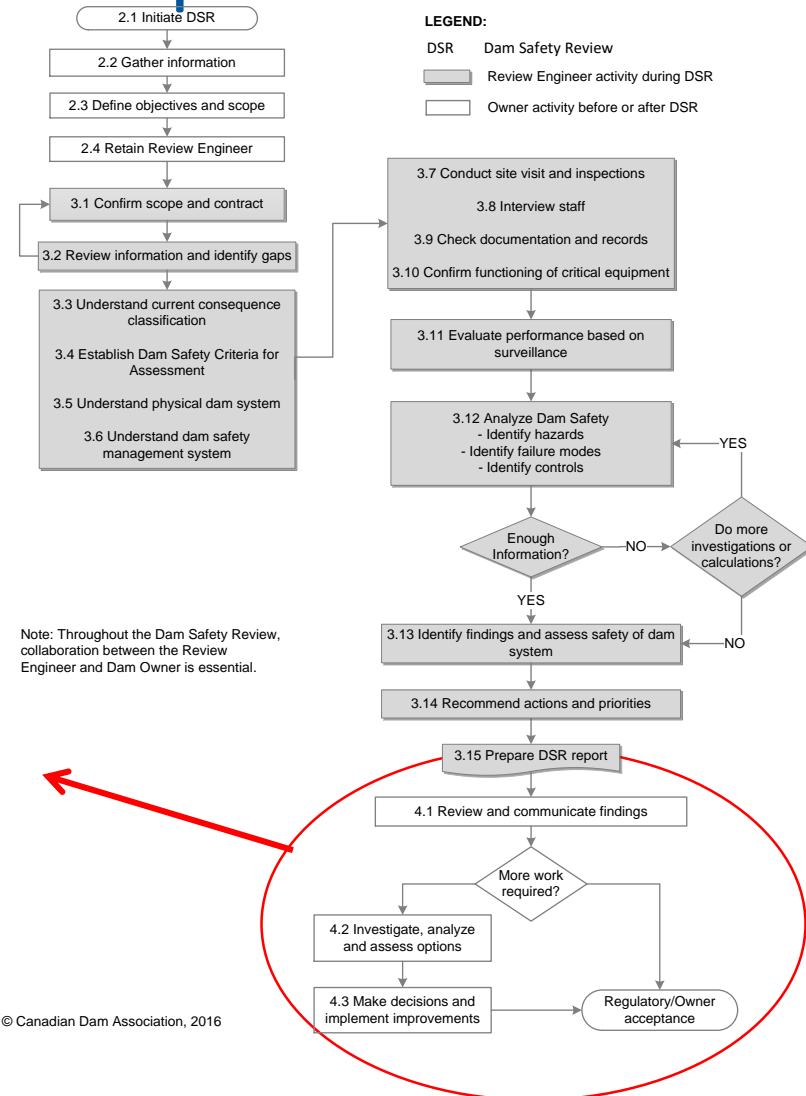 2.1 Initiate DSR
2.2 Gather information
2.3 Define objectives and scope
2.4 Retain Review Engineer
3.1 Confirm scope and contract
3.2 Review information and identify gaps
3.3 Understand current consequence
classification
3.4 Establish Dam Safety Criteria for
Assessment
3.5 Understand physical dam system
3.6 Understand dam safety
management system
LEGEND:
DSR Dam Safety Review
Review Engineer activity during DSR
Owner activity before or after DSR
3.7 Conduct site visit and inspections
3.8 Interview staff
3.9 Check documentation and records
3.10 Confirm functioning of critical equipment
3.11 Evaluate performance based on
surveillance
3.12 Analyze Dam Safety
- Identify hazards
- Identify failure modes
- Identify controls
YES
Enough
Information?
NO
Do more
investigations or
calculations?
YES
NO
3.13 Identify findings and assess safety of dam
system
3.14 Recommend actions and priorities
3.15 Prepare DSR report
4.1 Review and communicate findings
More work
required?
4.2 Investigate, analyze
and assess options
4.3 Make decisions and
implement improvements
Regulatory/Owner
acceptance
Note: Throughout the Dam Safety Review,
collaboration between the Review
Engineer and Dam Owner is essential.
© Canadian Dam Association, 2016